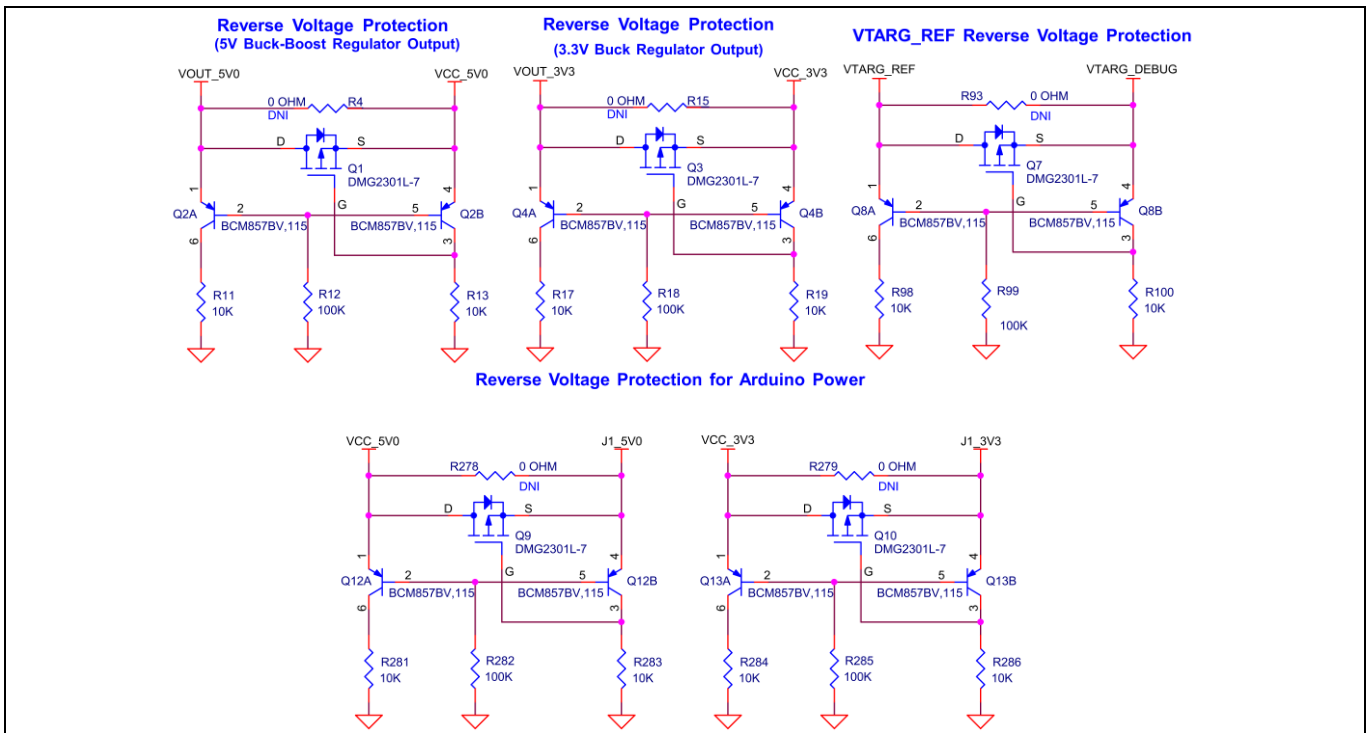 Reverse Voltage Protection
(5V Buck-Boost Regulator Output)
VOUT_5V0
VCC_5V0
0 OHM
R4
DNI
D
S
Q1
DMG2301L-7
1
4
Q2A
2
G
5
Q2B
BCM857BV,115
BCM857BV,115
6
3
R11
10K
R12
100K
R13
10K
Reverse Voltage Protection
(3.3V Buck Regulator Output)
VOUT_3V3
VCC_3V3
0 OHM
R15
DNI
D
S
Q3
DMG2301L-7
1
4
Q4A
2
G
5
Q4B
BCM857BV,115
BCM857BV,115
6
3
R17
10K
R18
100K
R19
10K
VTARG_REF Reverse Voltage Protection
VTARG_REF
VTARG_DEBUG
R93
0 OHM
DNI
D
S
Q7
DMG2301L-7
1
4
Q8A
2
G
5
Q8B
BCM857BV,115
BCM857BV,115
6
3
R98
10K
R99
100K
R100
10K
Reverse Voltage Protection for Arduino Power
VCC_5V0
J1_5V0
R278
0 OHM
DNI
D
S
Q9
DMG2301L-7
1
4
Q12A
2
G
5
Q12B
BCM857BV,115
BCM857BV,115
6
3
R281
10K
R282
100K
R283
10K
VCC_3V3
J1_3V3
R279
0 OHM
DNI
D
S
Q10
DMG2301L-7
1
4
Q13A
2
G
5
Q13B
BCM857BV,115
BCM857BV,115
6
3
R284
10K
R285
100K
R286
10K